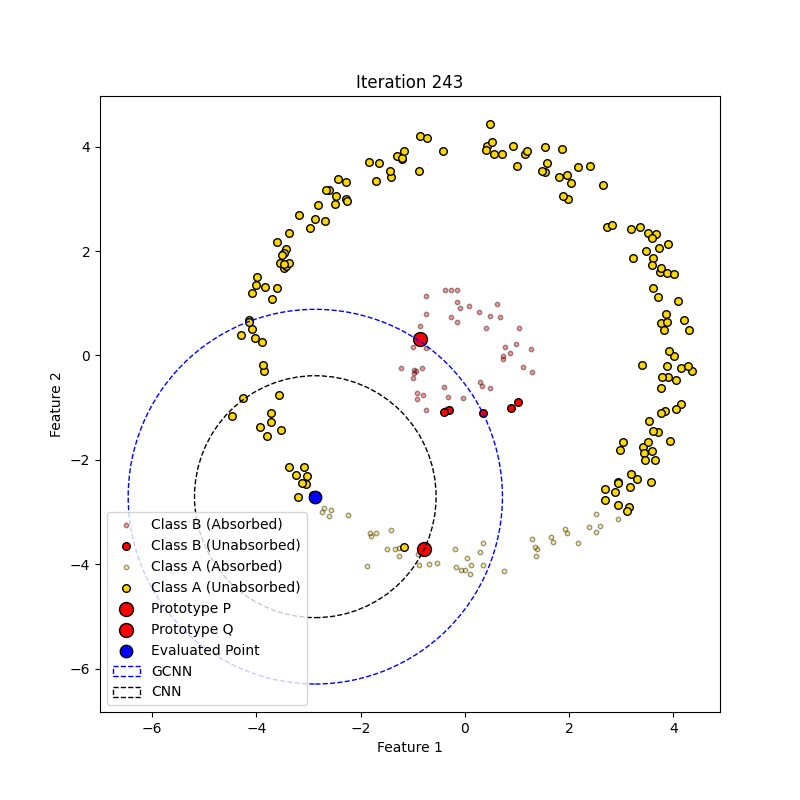 Iteration 243
Feature 2
4
2
0
−2
−4
−6
Class B (Absorbed)
Class B (Unabsorbed)
Class A (Absorbed)
Class A (Unabsorbed)
Prototype P
Prototype Q
Evaluated Point
GCNN
CNN
−6 −4 −2 0 2 4
Feature 1